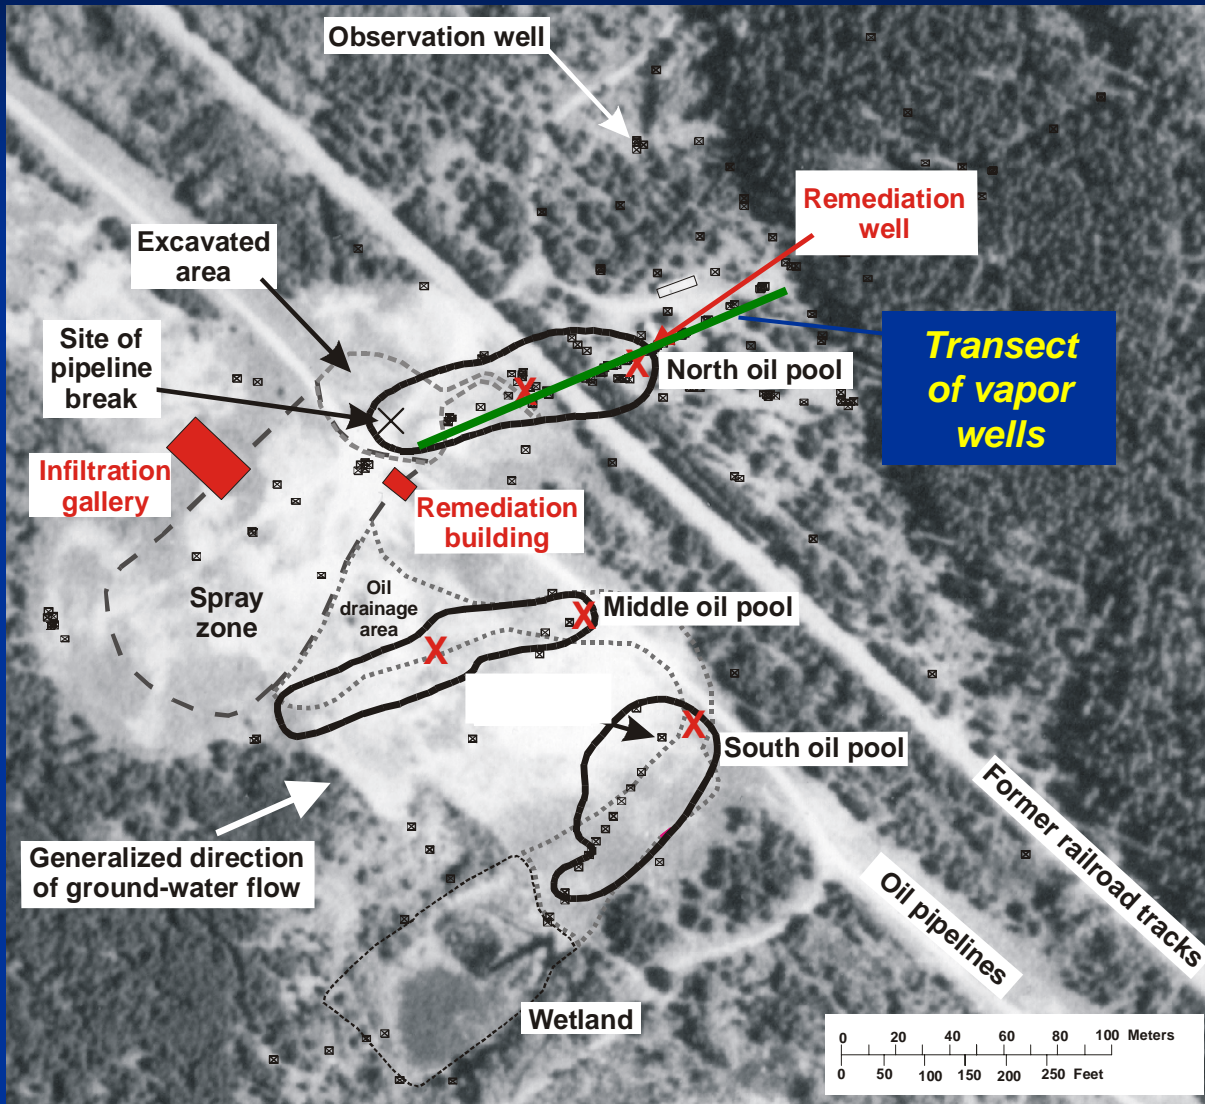 Observation well
Remediation
well
Excavated
area
Site of
pipeline
break
North oil pool
Transect
of vapor
wells
Infiltration
gallery
Remediation
building
Spray
zone
Oil
drainage
area
Middle oil pool
South oil pool
Generalized direction
of ground-water flow
Former railroad tracks
Oil pipelines
Wetland
0 20 40 60 80 100 Meters
0 50 100 150 200 250 Feet
X
X
X
X
X